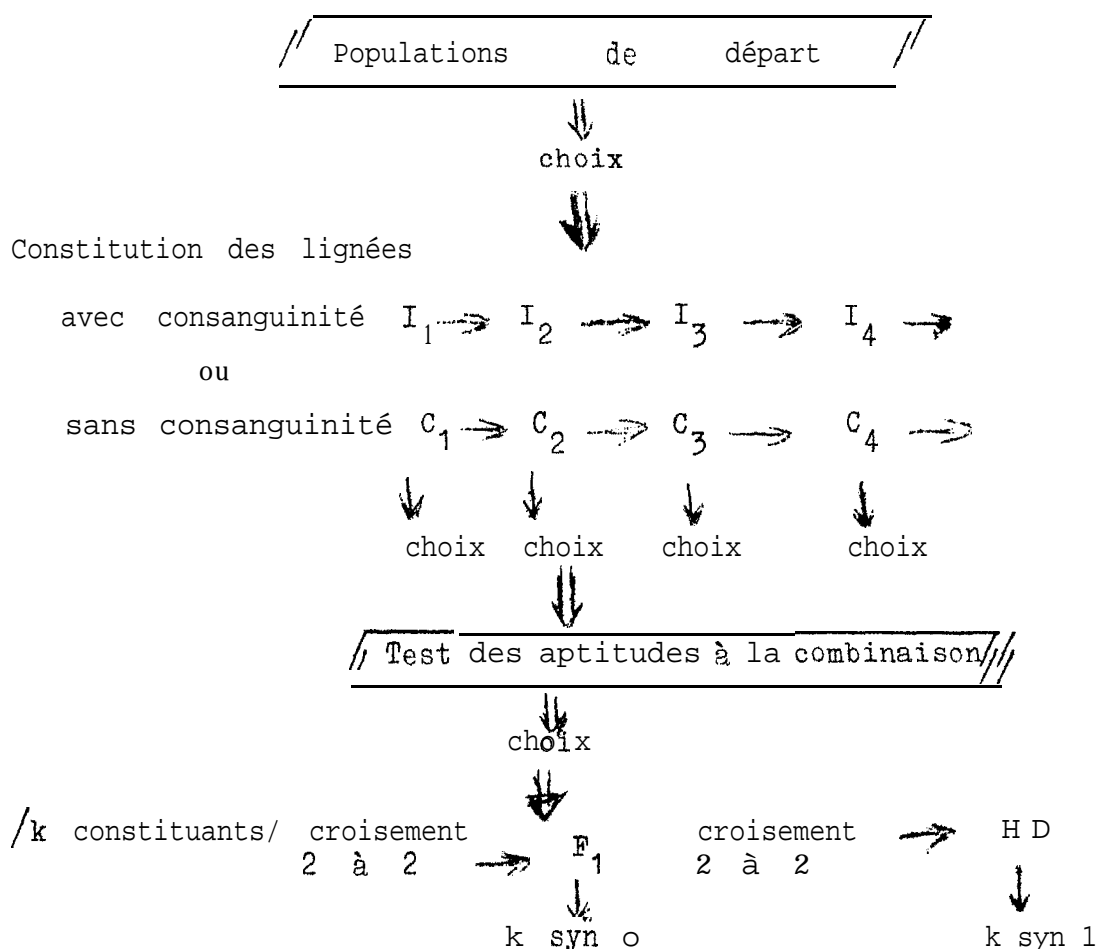 Populations de départ
choix
Constitution des lignées
avec consanguinité I1 I2 I3 I4
ou
sans consanguinité C1 C2 C3 C4
choix choix choix choix
Test des aptitudes à la combinaison
choix
/k constituants/ croisement 2 à 2 F1 croisement 2 à 2 H D
k syn o k syn 1